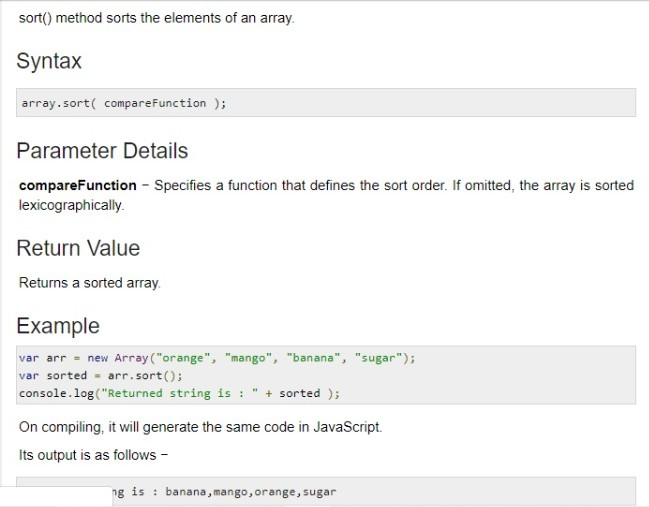 sort() method sorts the elements of an array.
Syntax
array.sort( compareFunction );
Parameter Details
compareFunction − Specifies a function that defines the sort order. If omitted, the array is sorted
lexicographically.
Return Value
Returns a sorted array.
Example
var arr = new Array("orange", "mango", "banana", "sugar");
var sorted = arr.sort();
console.log("Returned string is : " + sorted );
On compiling, it will generate the same code in JavaScript.
Its output is as follows −
is : banana,mango,orange,sugar